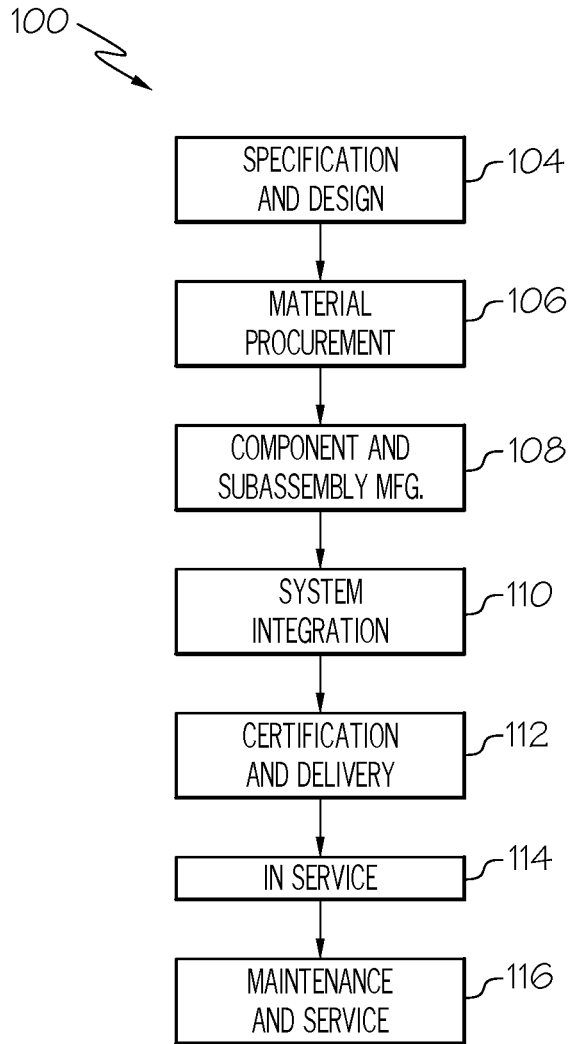 100
SPECIFICATION
AND DESIGN
104
MATERIAL
PROCUREMENT
106
COMPONENT AND
SUBASSEMBLY MFG.
108
SYSTEM
INTEGRATION
110
CERTIFICATION
AND DELIVERY
112
IN SERVICE
114
MAINTENANCE
AND SERVICE
116